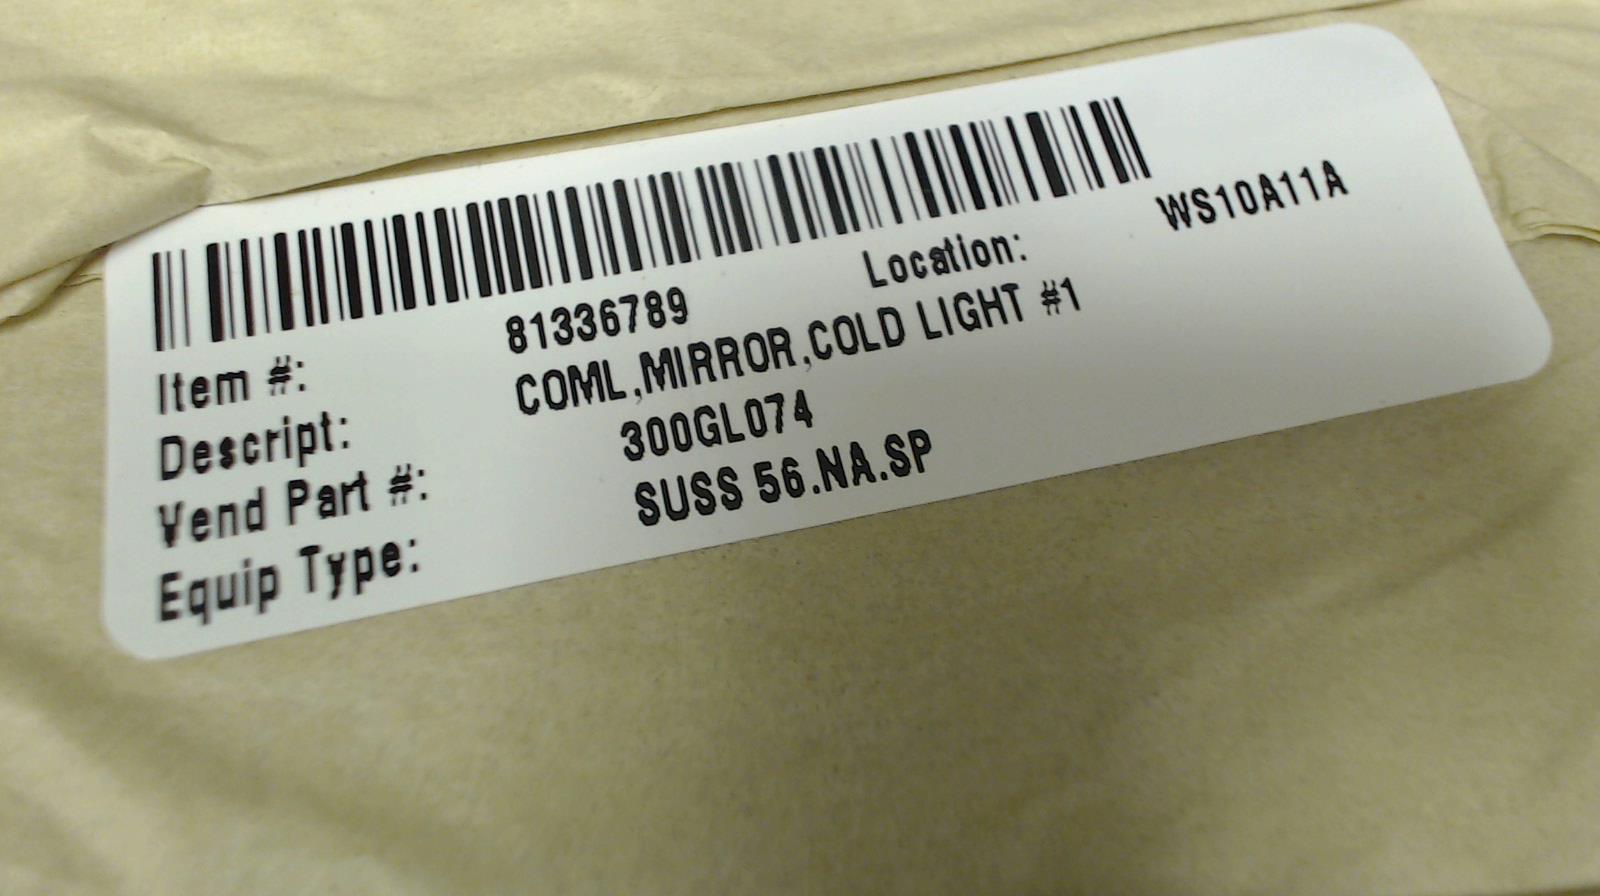 Item #: 81336789 Location: WS10A11A
Descript: COML,MIRROR,COLD LIGHT #1
Vend Part #: 300GL074
Equip Type: SUSS 56.NA.SP